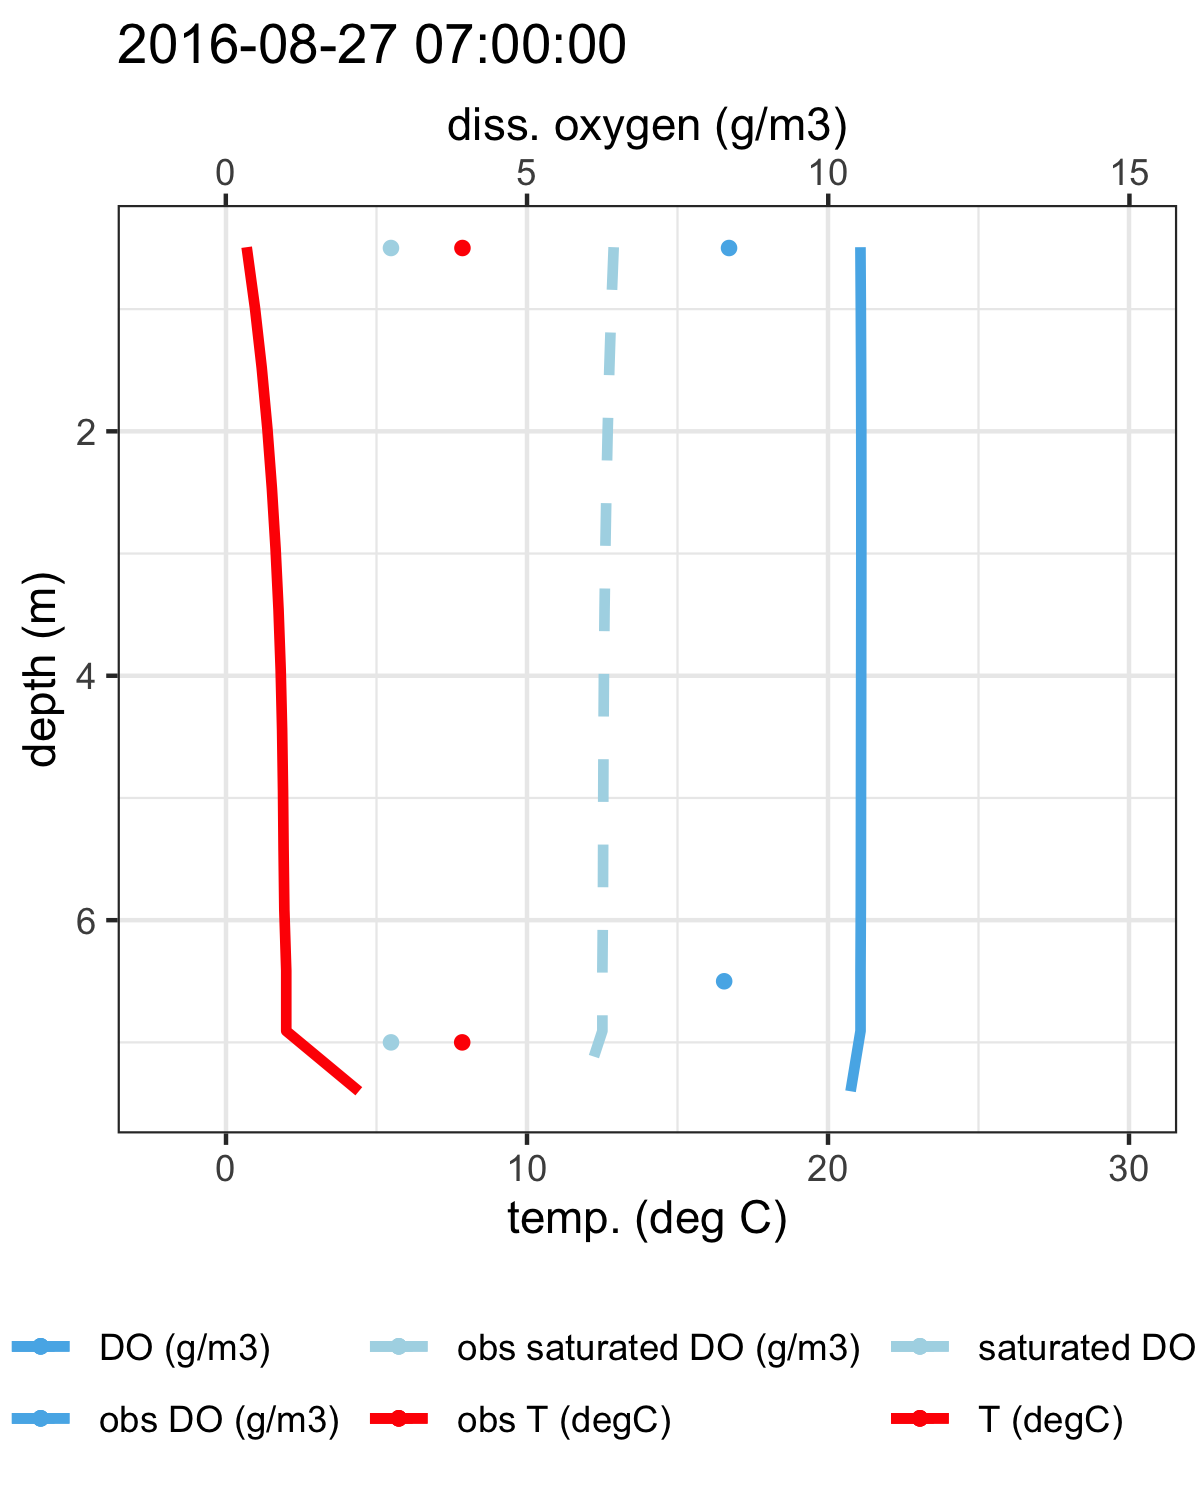 2016-08-27 07:00:00
diss. oxygen (g/m3)
0 5 10 15
2
4
6
depth (m)
0 10 20 30
temp. (deg C)
DO (g/m3) obs saturated DO (g/m3) saturated DO
obs DO (g/m3) obs T (degC) T (degC)